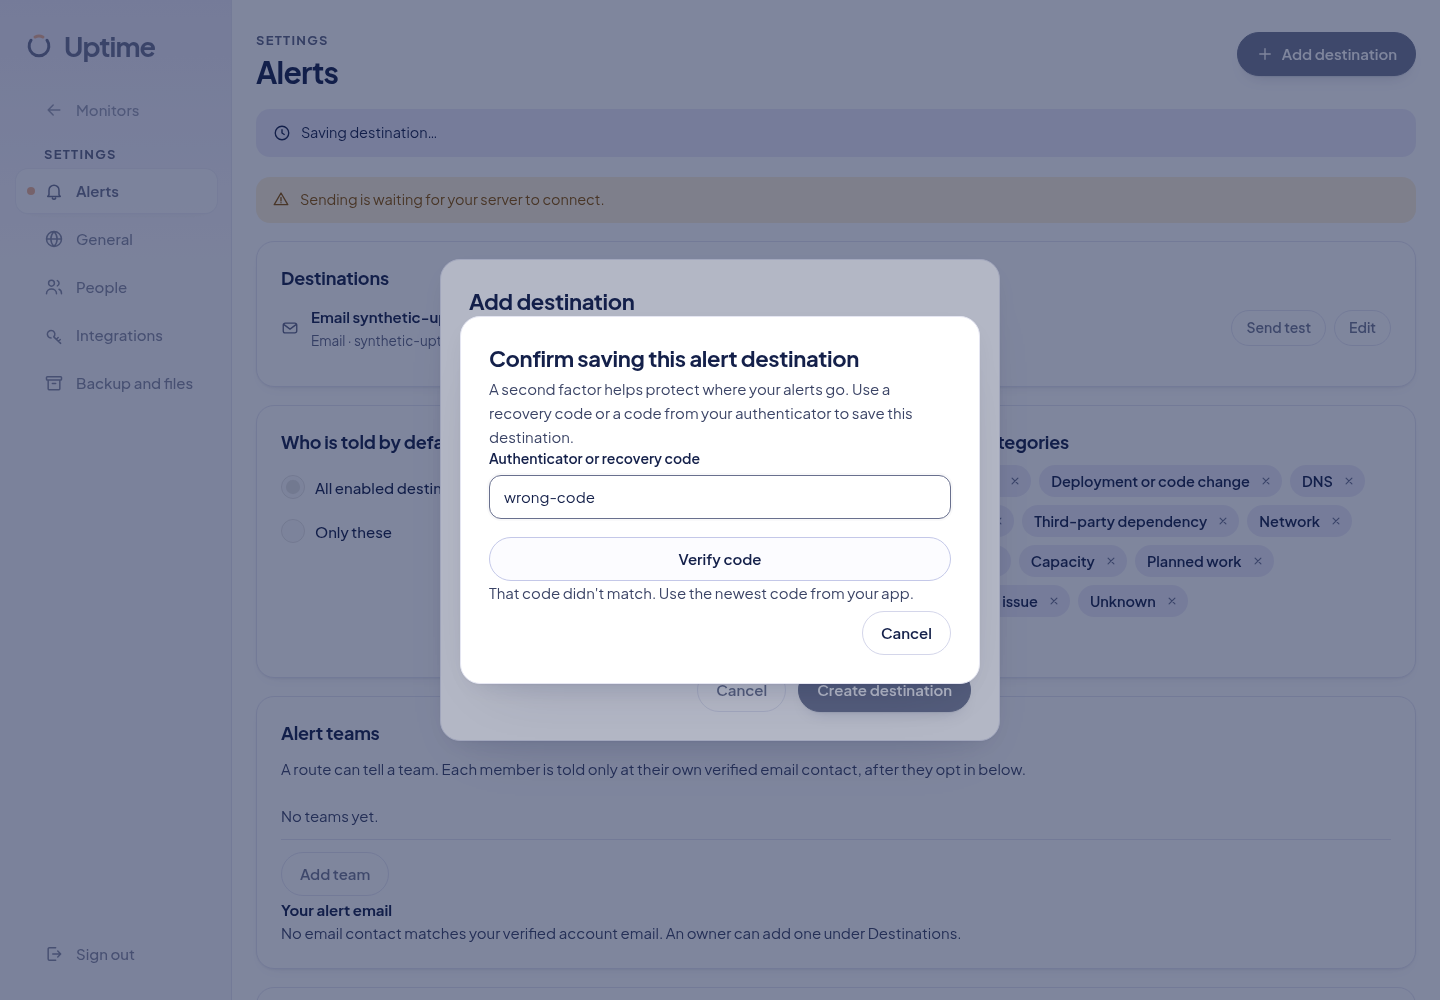 Uptime
Monitors
SETTINGS
Alerts
General
People
Integrations
Backup and files
Sign out
SETTINGS
Alerts
Add destination
Saving destination…
Sending is waiting for your server to connect.
Destinations
Email · synthetic-upt
Send test
Edit
Who is told by
All enabled
Only these
Deployment or code change
DNS
Third-party dependency
Network
Capacity
Planned work
issue
Unknown
Add destination
Cancel
Create destination
Confirm saving this alert destination
A second factor helps protect where your alerts go. Use a
recovery code or a code from your authenticator to save this
destination.
Authenticator or recovery code
wrong-code
Verify code
That code didn't match. Use the newest code from your app.
Cancel
Alert teams
A route can tell a team. Each member is told only at their own verified email contact, after they opt in below.
No teams yet.
Add team
Your alert email
No email contact matches your verified account email. An owner can add one under Destinations.